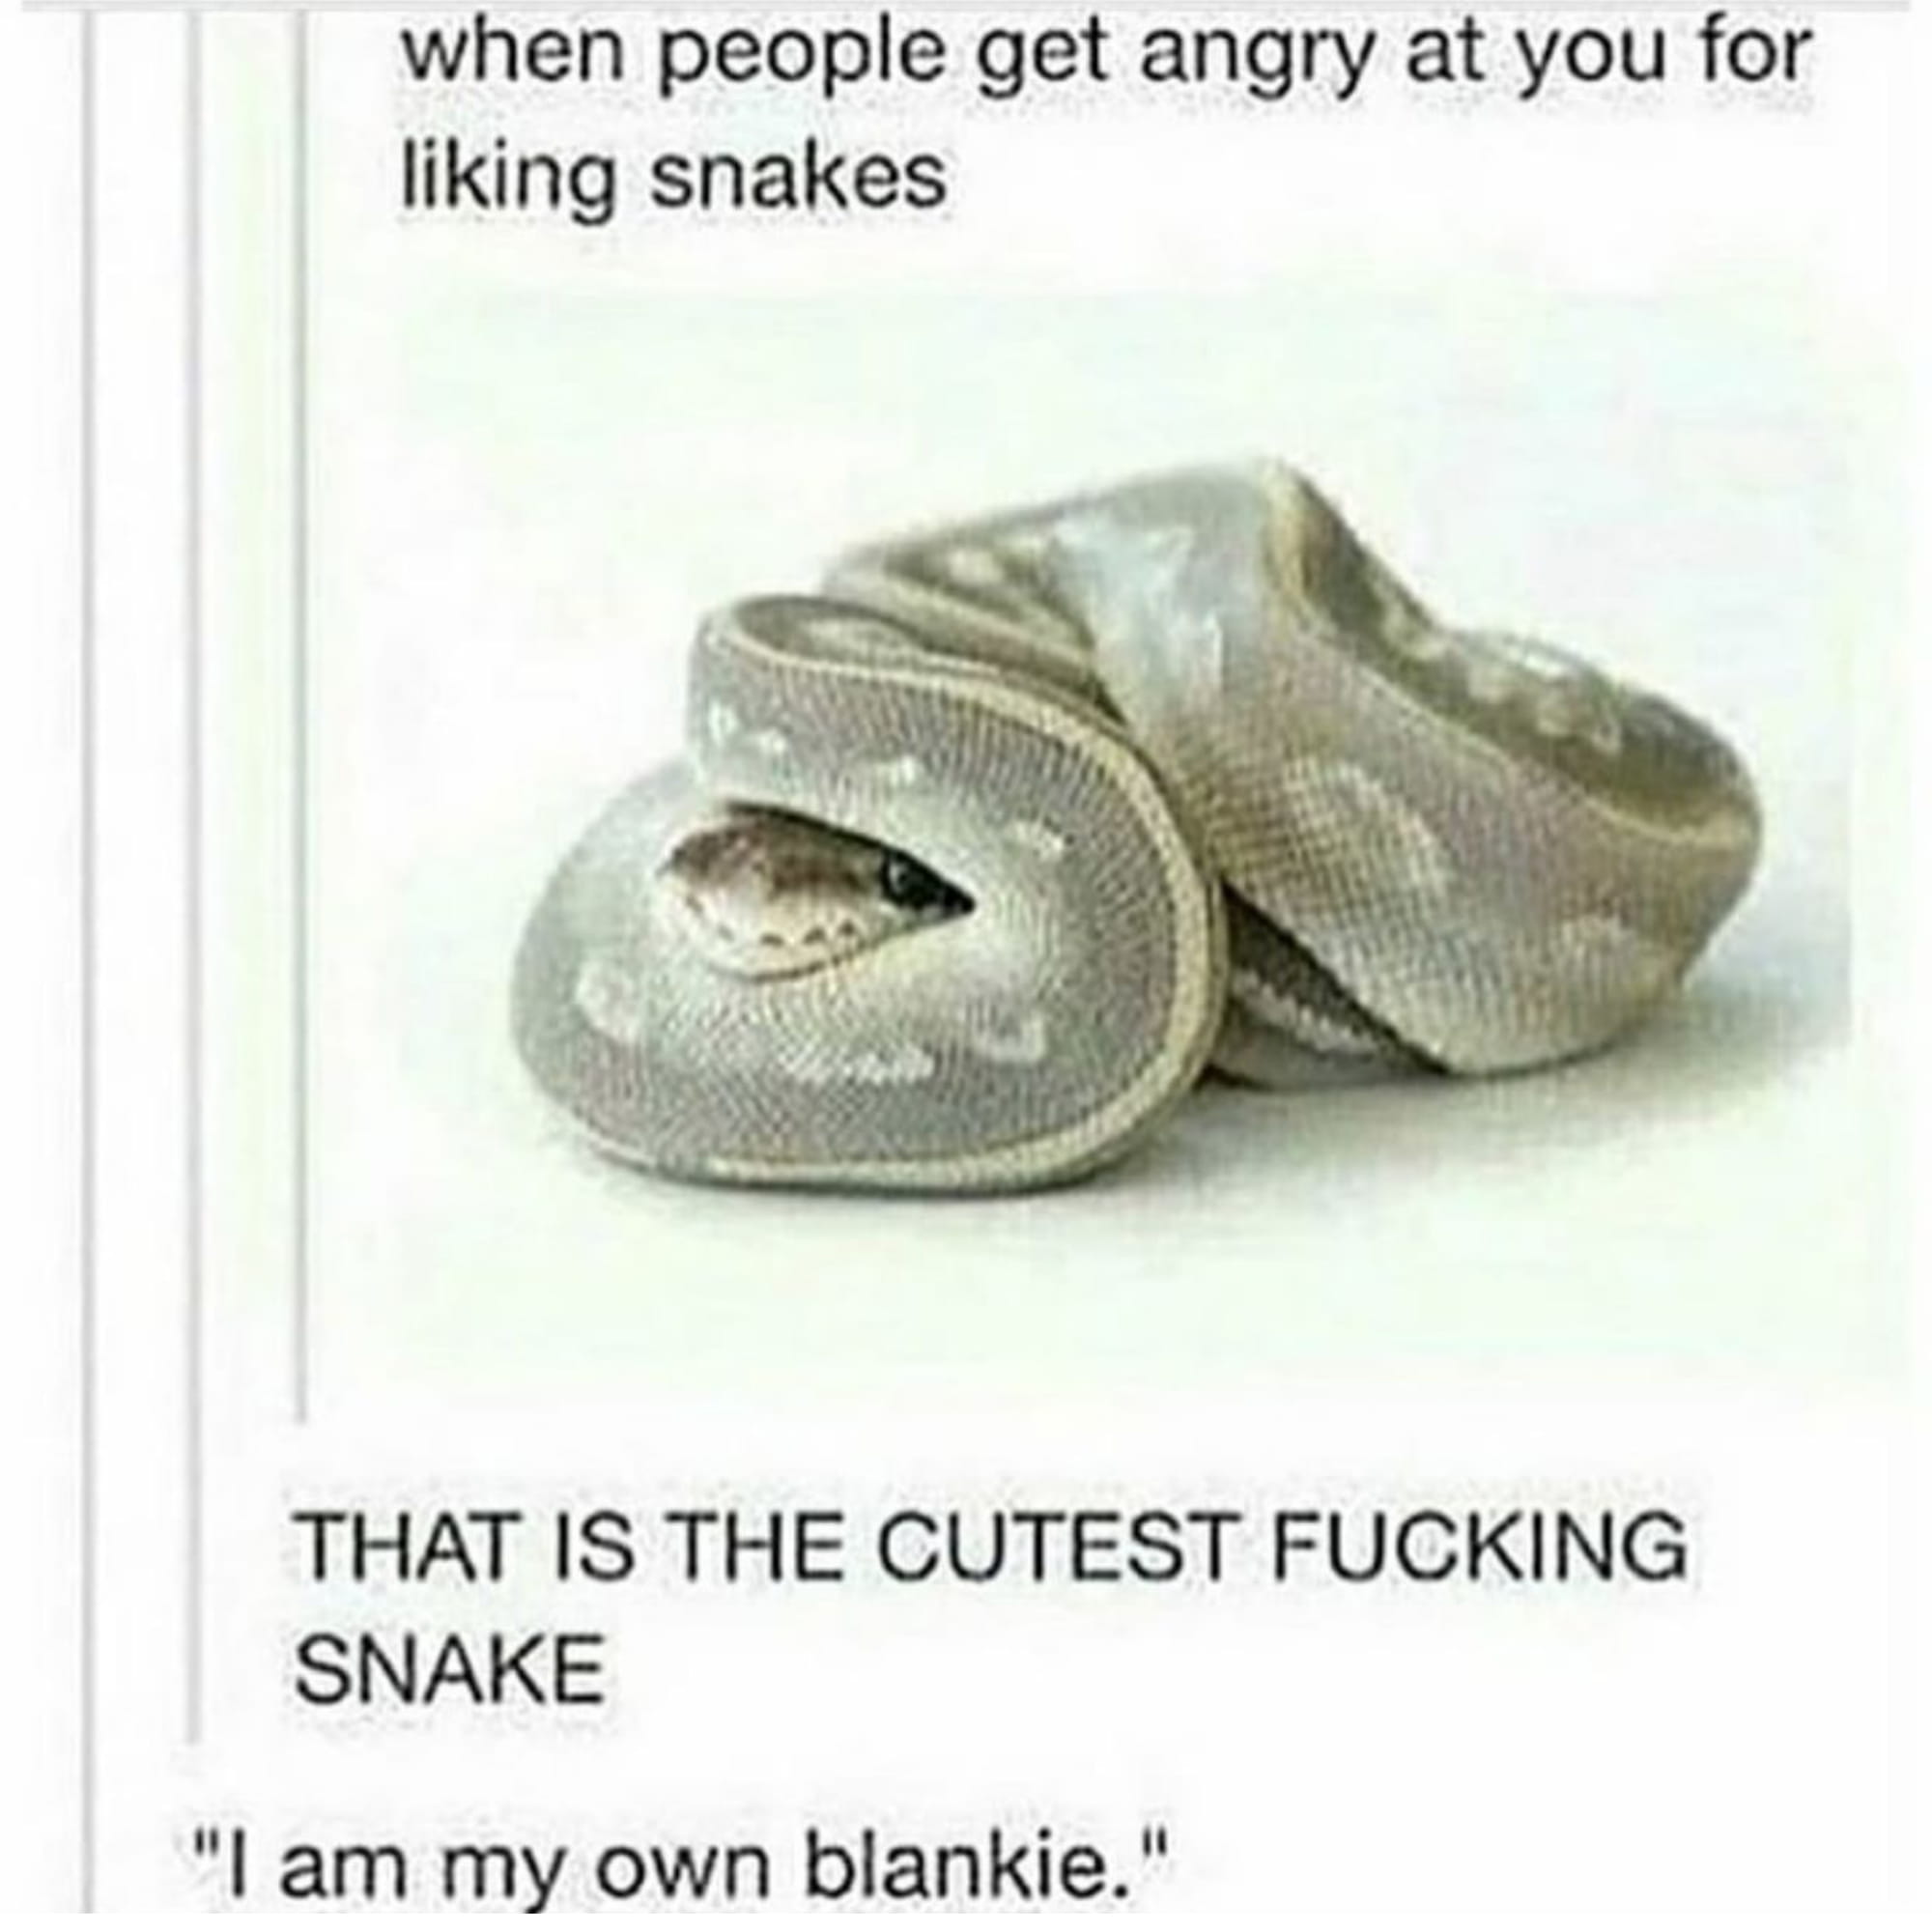 when people get angry at you for
liking snakes
THAT IS THE CUTEST FUCKING
SNAKE
"I am my own blankie."